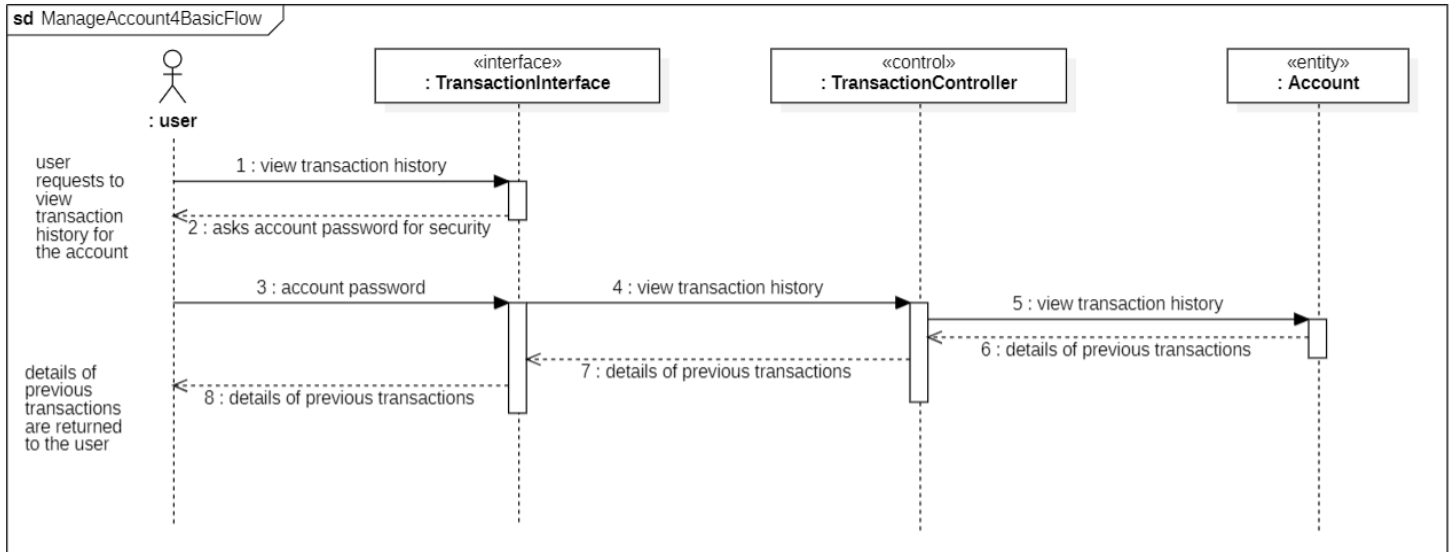 sd ManageAccount4BasicFlow
«interface»
: TransactionInterface
«control»
: TransactionController
«entity»
: Account
: user
user
requests to
view
transaction
history for
the account
1 : view transaction history
2 : asks account password for security
3 : account password
4 : view transaction history
5 : view transaction history
6 : details of previous transactions
7 : details of previous transactions
8 : details of previous transactions
details of
previous
transactions
are returned
to the user